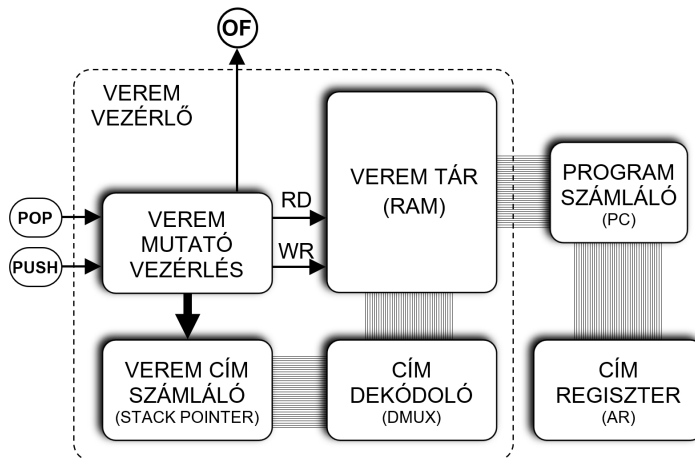 OF
VEREM
VEZÉRLŐ
POP
PUSH
VEREM
MUTATÓ
VEZÉRLÉS
RD
WR
VEREM TÁR
(RAM)
PROGRAM
SZÁMLÁLÓ
(PC)
VEREM CÍM
SZÁMLÁLÓ
(STACK POINTER)
CÍM
DEKÓDOLÓ
(DMUX)
CÍM
REGISZTER
(AR)